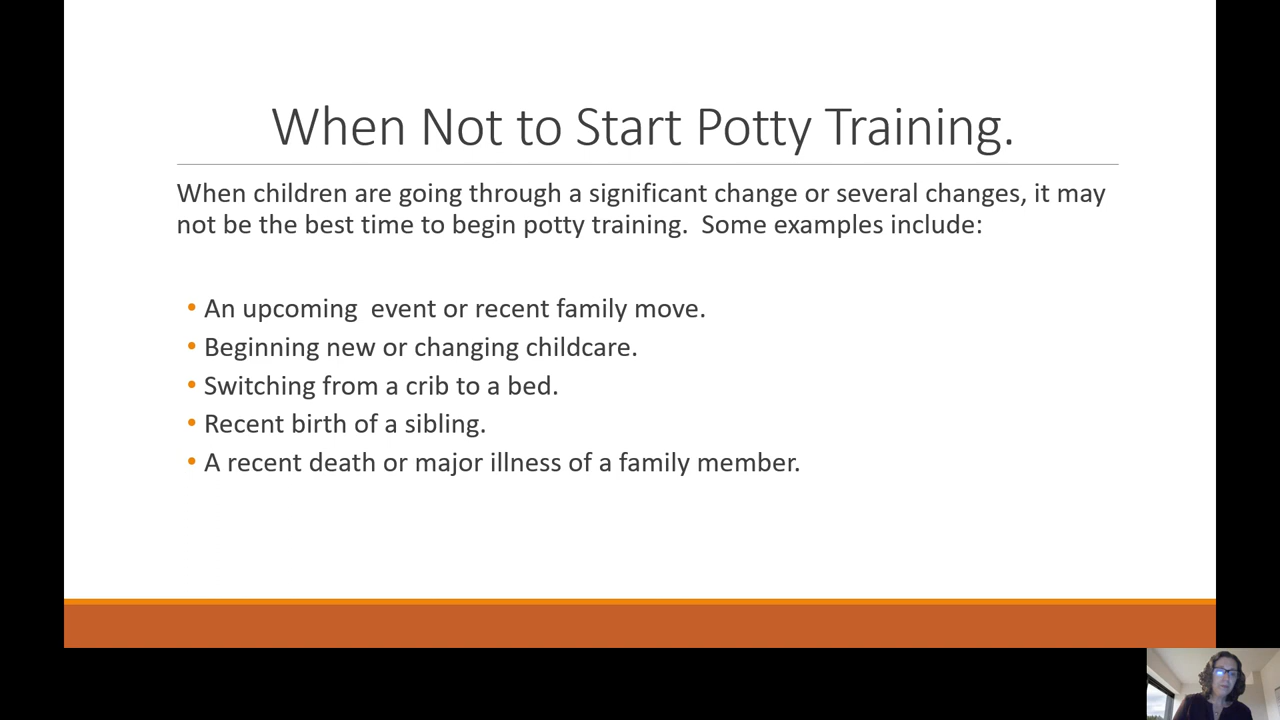 When Not to Start Potty Training.
When children are going through a significant change or several changes, it may
not be the best time to begin potty training.  Some examples include:
• An upcoming  event or recent family move.
• Beginning new or changing childcare.
• Switching from a crib to a bed.
• Recent birth of a sibling.
• A recent death or major illness of a family member.